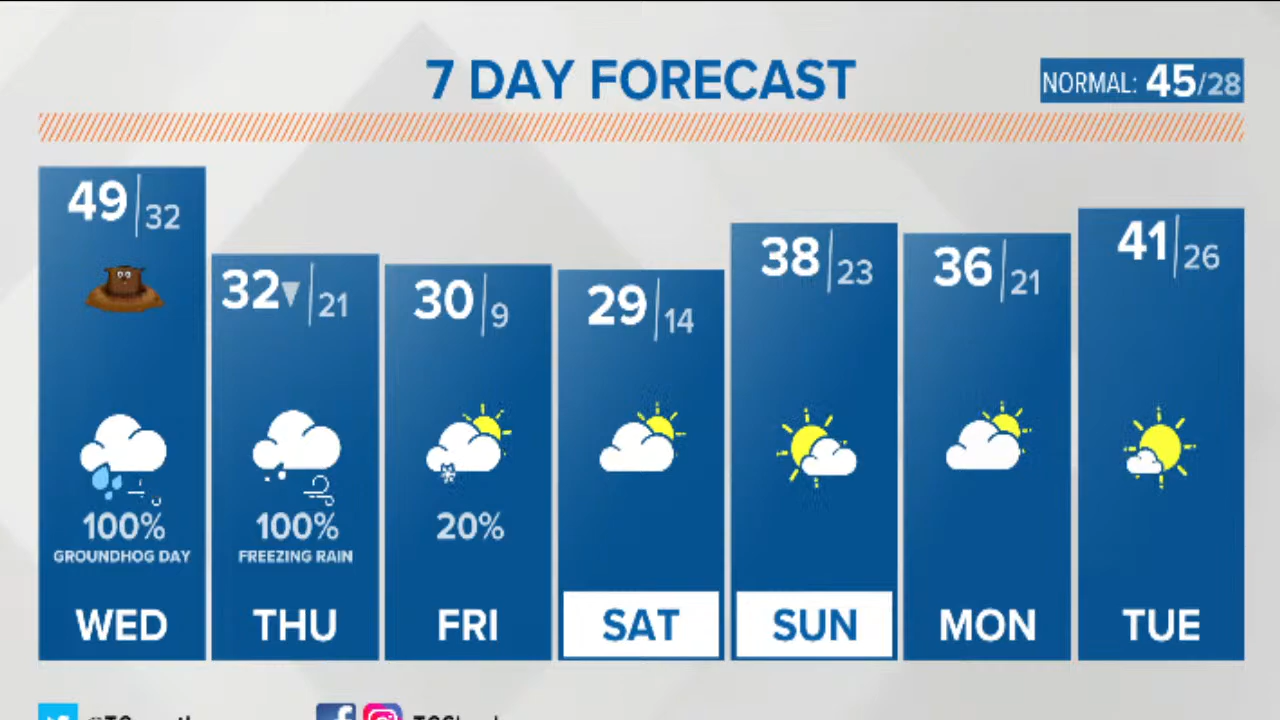 7 DAY FORECAST
NORMAL: 45/28
49 32
100%
GROUNDHOG DAY
WED
32 21
100%
FREEZING RAIN
THU
30 9
20%
FRI
29 14
SAT
38 23
SUN
36 21
MON
41 26
TUE